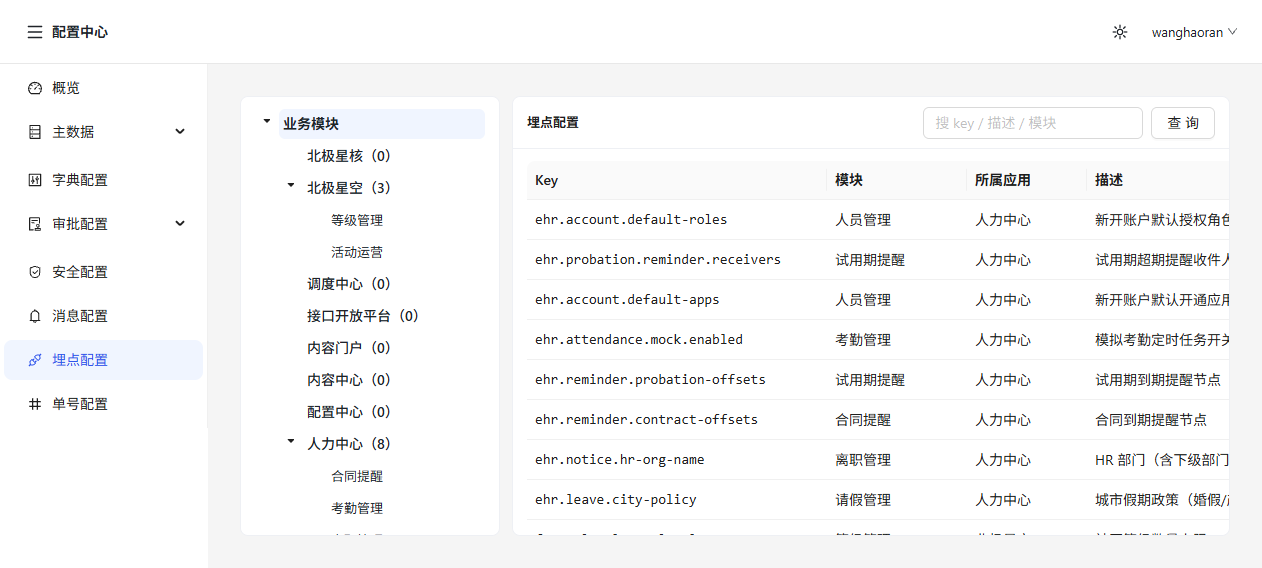 配置中心
wanghaoran
概览
主数据
字典配置
审批配置
安全配置
消息配置
埋点配置
单号配置
业务模块
北极星核（0）
北极星空（3）
等级管理
活动运营
调度中心（0）
接口开放平台（0）
内容门户（0）
内容中心（0）
配置中心（0）
人力中心（8）
合同提醒
考勤管理
埋点配置
搜 key / 描述 / 模块
查 询
Key 模块 所属应用 描述
ehr.account.default-roles 人员管理 人力中心 新开账户默认授权角色
ehr.probation.reminder.receivers 试用期提醒 人力中心 试用期超期提醒收件人
ehr.account.default-apps 人员管理 人力中心 新开账户默认开通应用
ehr.attendance.mock.enabled 考勤管理 人力中心 模拟考勤定时任务开关
ehr.reminder.probation-offsets 试用期提醒 人力中心 试用期到期提醒节点
ehr.reminder.contract-offsets 合同提醒 人力中心 合同到期提醒节点
ehr.notice.hr-org-name 离职管理 人力中心 HR 部门（含下级部门
ehr.leave.city-policy 请假管理 人力中心 城市假期政策（婚假/